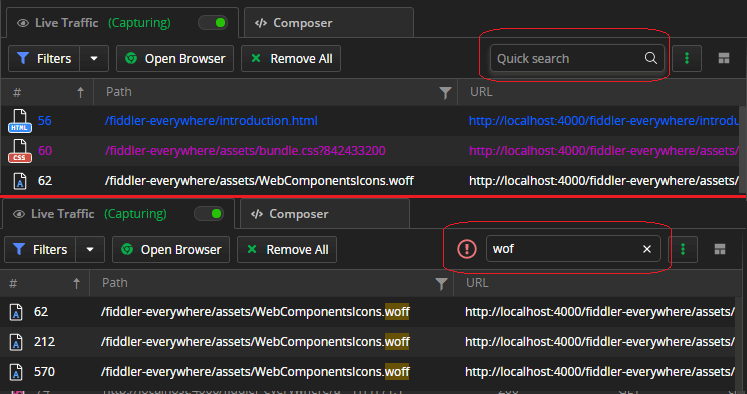 Live Traffic (Capturing) </> Composer
Filters Open Browser Remove All Quick search
# Path URL
HTML 56 /fiddler-everywhere/introduction.html http://localhost:4000/fiddler-everywhere/introdu
CSS 60 /fiddler-everywhere/assets/bundle.css?842433200 http://localhost:4000/fiddler-everywhere/assets/
A 62 /fiddler-everywhere/assets/WebComponentsIcons.woff http://localhost:4000/fiddler-everywhere/assets/
Live Traffic (Capturing) </> Composer
Filters Open Browser Remove All wof
# Path URL
A 62 /fiddler-everywhere/assets/WebComponentsIcons.woff http://localhost:4000/fiddler-everywhere/assets/
A 212 /fiddler-everywhere/assets/WebComponentsIcons.woff http://localhost:4000/fiddler-everywhere/assets/
A 570 /fiddler-everywhere/assets/WebComponentsIcons.woff http://localhost:4000/fiddler-everywhere/assets/